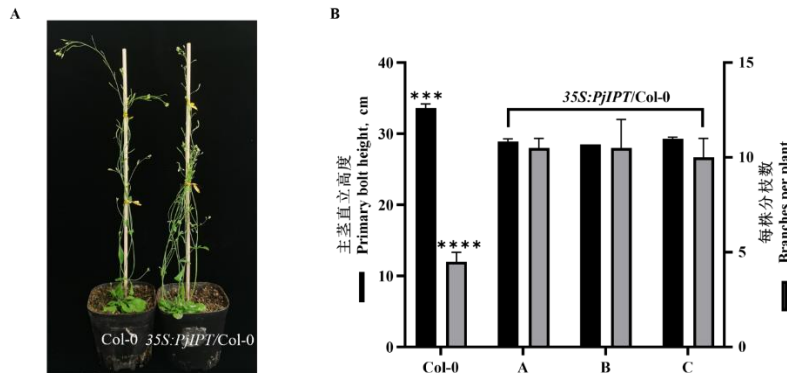 A
Col-0 35S:PjIPT/Col-0
B
主茎直立高度
Primary bolt height, cm
40
30
20
10
0
***
****
35S:PjIPT/Col-0
15
10
5
0
每株分枝数
Branches per plant
Col-0 A B C